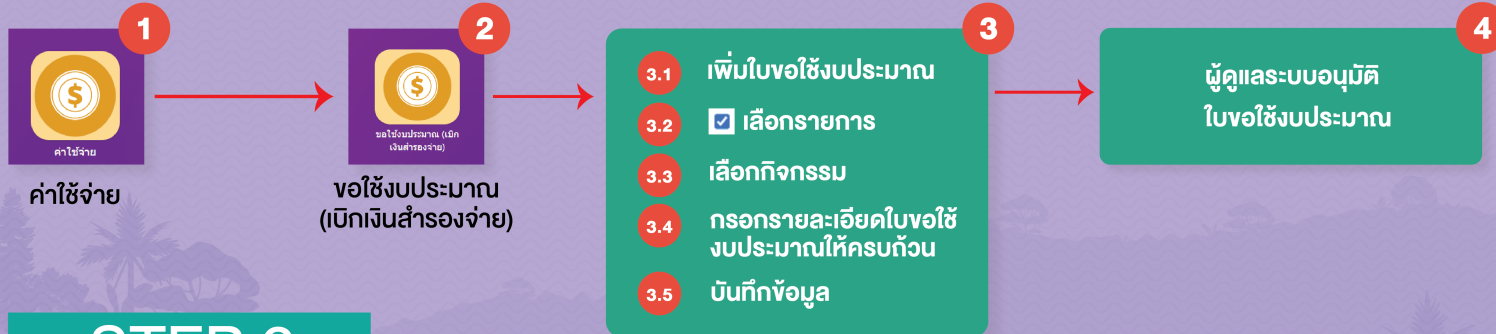 1
$
ค่าใช้จ่าย
ค่าใช้จ่าย
2
$
ขอใช้งบประมาณ (เบิก
เงินสำรองจ่าย)
ขอใช้งบประมาณ
(เบิกเงินสำรองจ่าย)
3
3.1 เพิ่มใบขอใช้งบประมาณ
3.2 เลือกรายการ
3.3 เลือกกิจกรรม
3.4 กรอกรายละเอียดใบขอใช้
งบประมาณให้ครบถ้วน
3.5 บันทึกข้อมูล
4
ผู้ดูแลระบบอนุมัติ
ใบขอใช้งบประมาณ
STEP